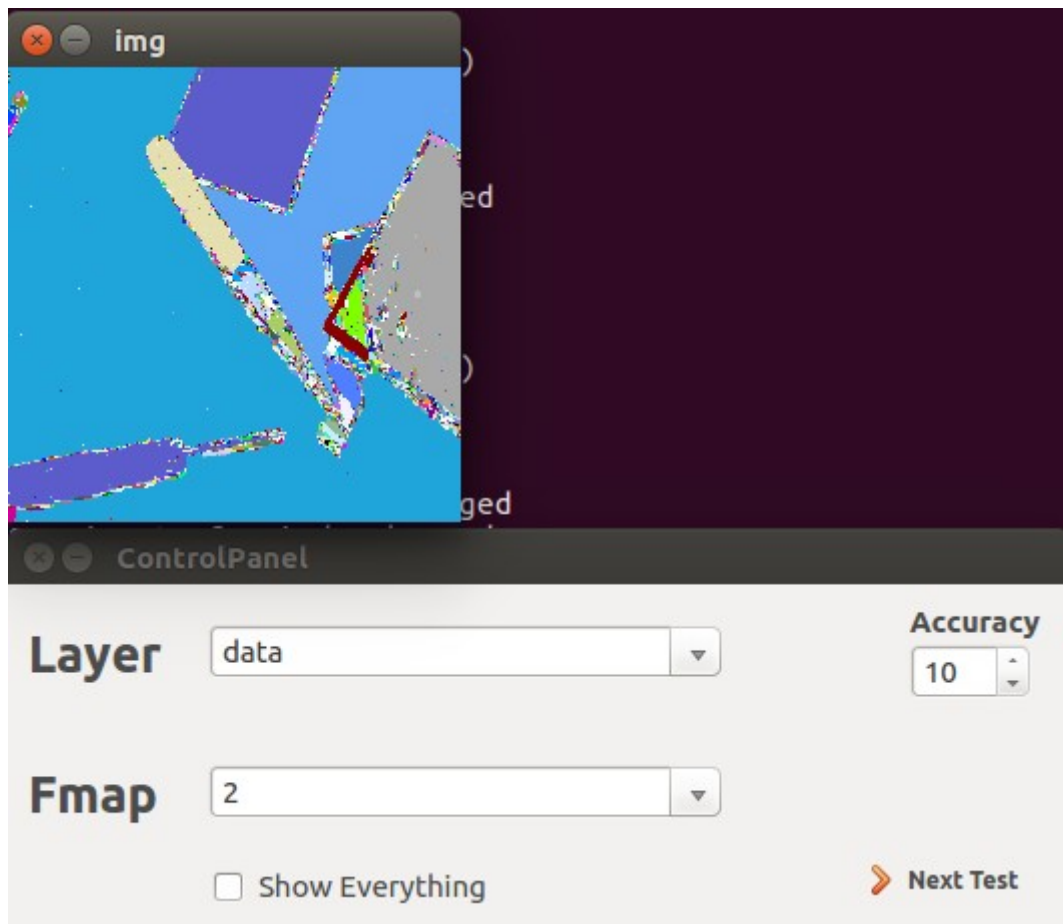 img
)
ed
)
ged
ControlPanel
Layer
data
Accuracy
10
Fmap
2
Show Everything
Next Test